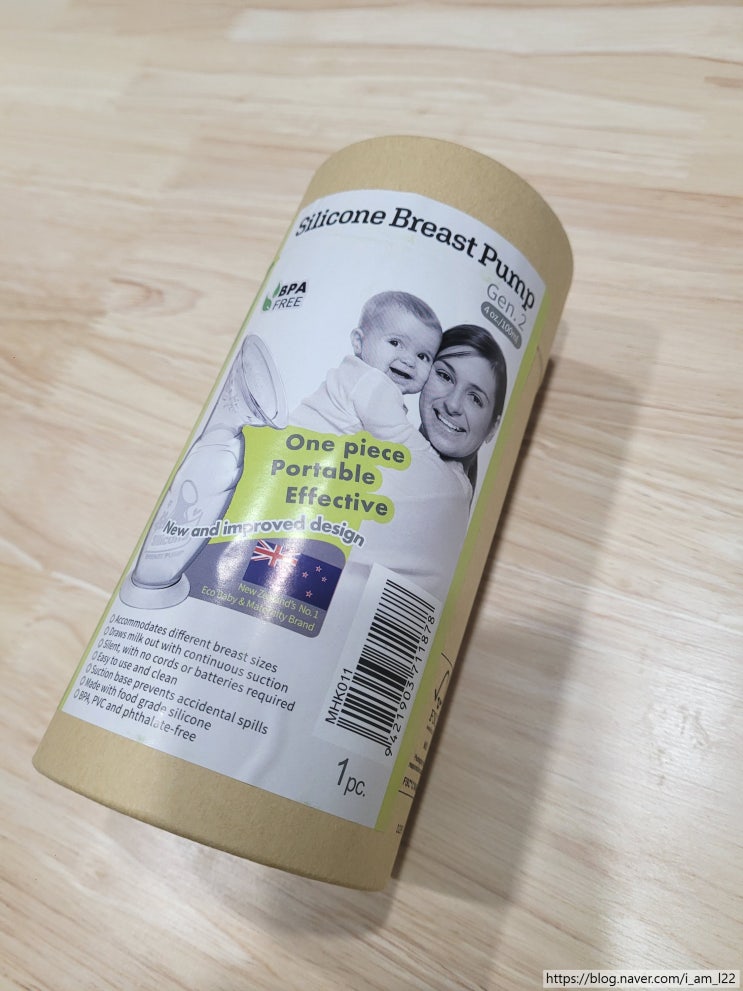 Silicone Breast Pump
Gen.2
4 oz./100ml
BPA
FREE
One piece
Portable
Effective
New and improved design
New Zealand's No.1
Eco Baby & Maternity Brand
Accommodates different breast sizes
Draws milk out with continuous suction
Silent, with no cords or batteries required
Easy to use and clean
Suction base prevents accidental spills
Made with food grade silicone
BPA, PVC and phthalate-free
MHK011
9421903711878
1pc.
https://blog.naver.com/i_am_l22